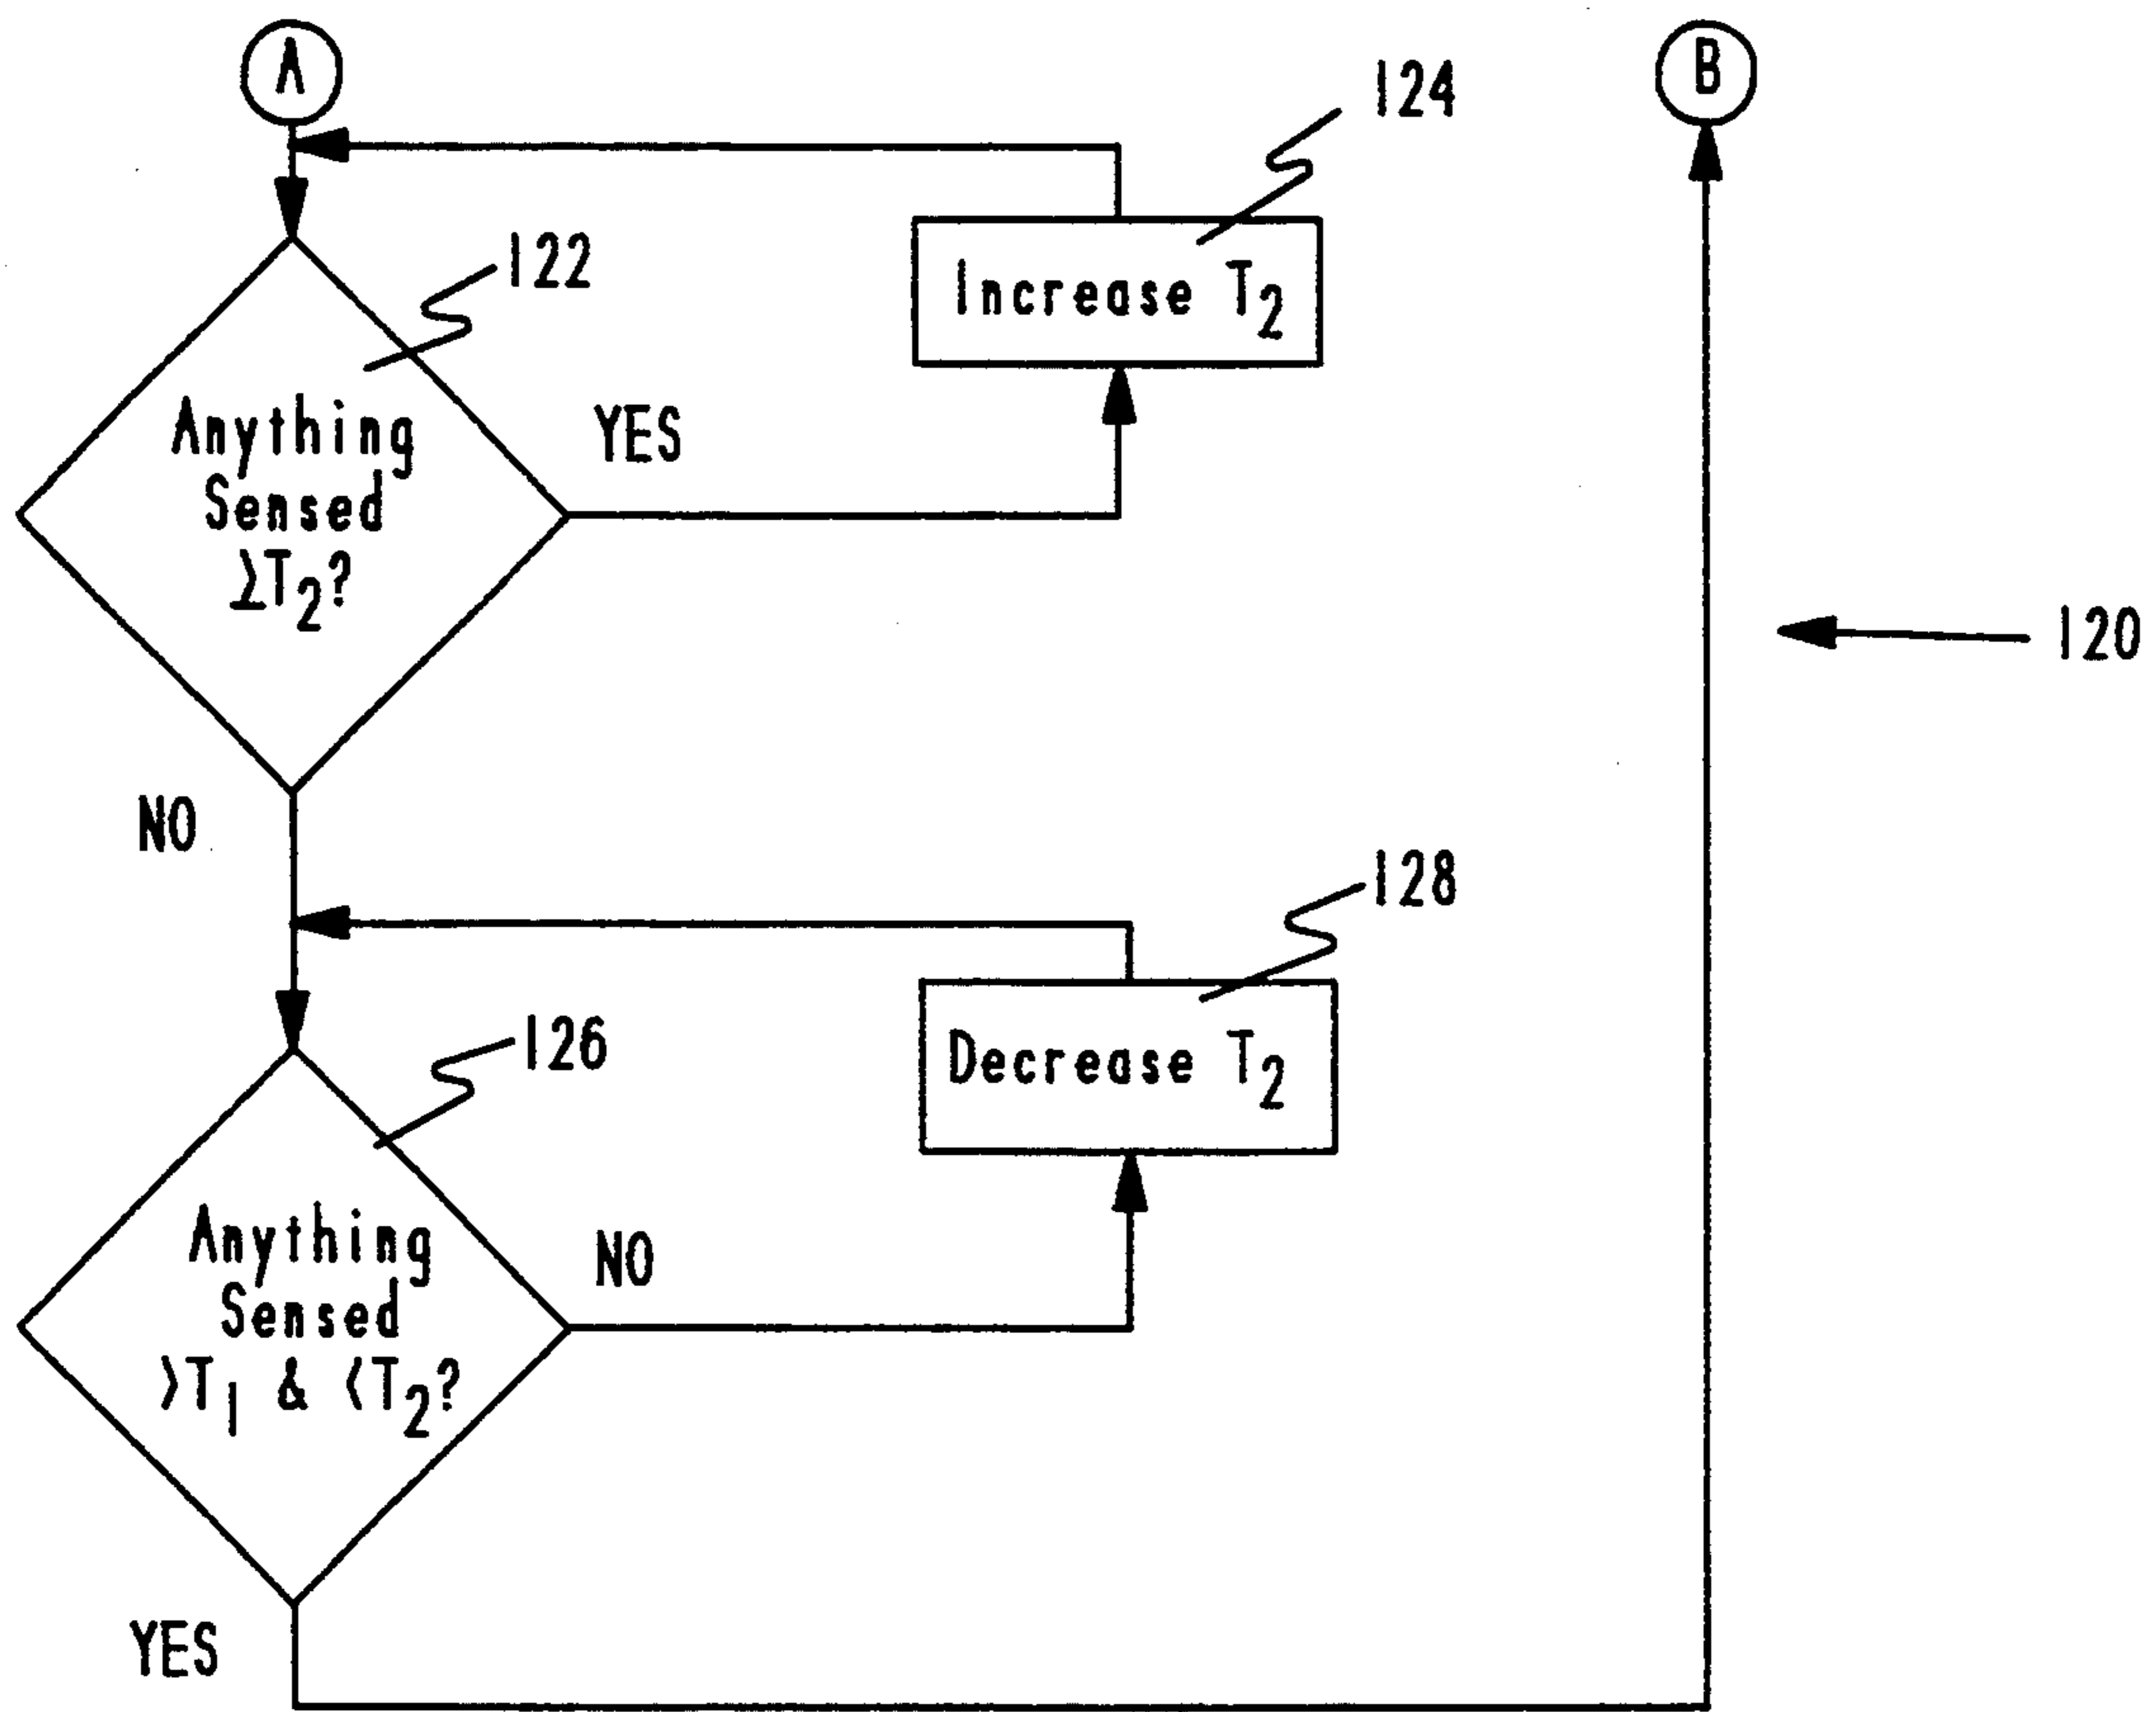 A
B
124
122
Increase T₂
Anything
Sensed
≥T₂?
YES
120
NO
128
126
Decrease T₂
Anything
Sensed
>T₁ & <T₂?
NO
YES